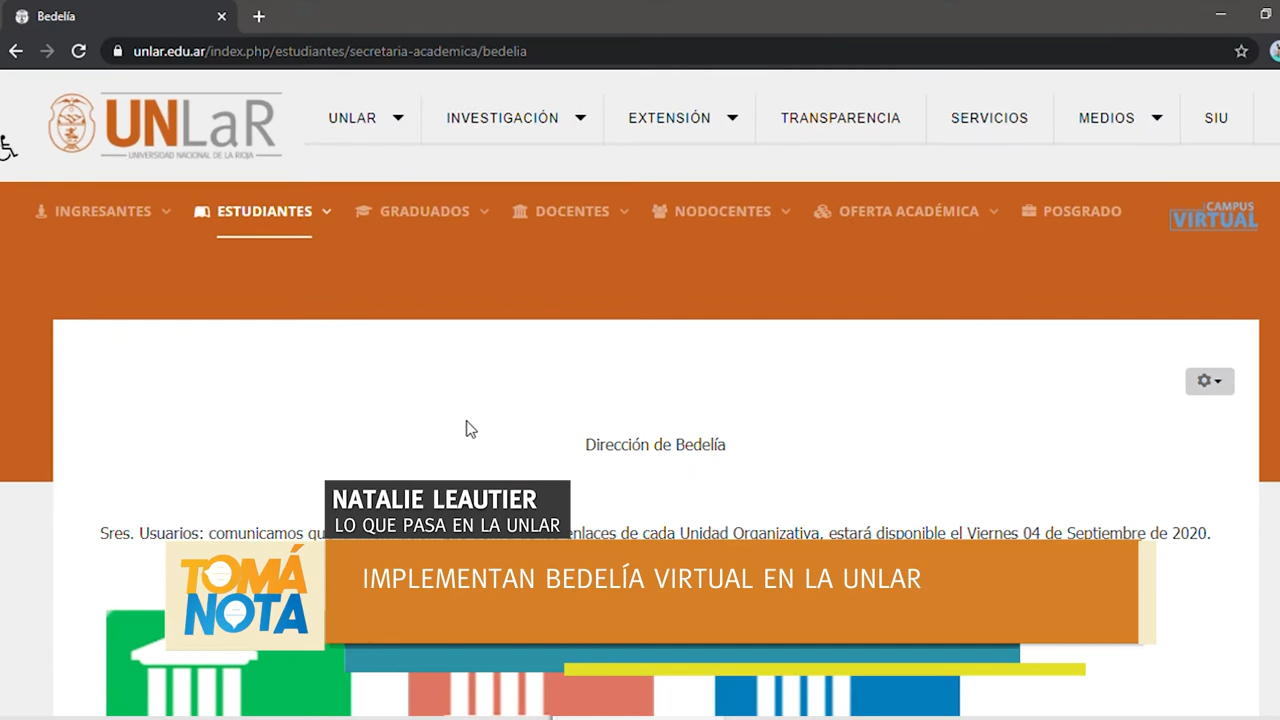 Bedelía
unlar.edu.ar/index.php/estudiantes/secretaria-academica/bedelia
UNLaR
UNIVERSIDAD NACIONAL DE LA RIOJA
UNLAR
INVESTIGACIÓN
EXTENSIÓN
TRANSPARENCIA
SERVICIOS
MEDIOS
SIU
INGRESANTES
ESTUDIANTES
GRADUADOS
DOCENTES
NODOCENTES
OFERTA ACADÉMICA
POSGRADO
CAMPUS
VIRTUAL
Dirección de Bedelía
NATALIE LEAUTIER
LO QUE PASA EN LA UNLAR
Sres. Usuarios: comunicamos qu
enlaces de cada Unidad Organizativa, estará disponible el Viernes 04 de Septiembre de 2020.
TOMÁ
NOTA
IMPLEMENTAN BEDELÍA VIRTUAL EN LA UNLAR